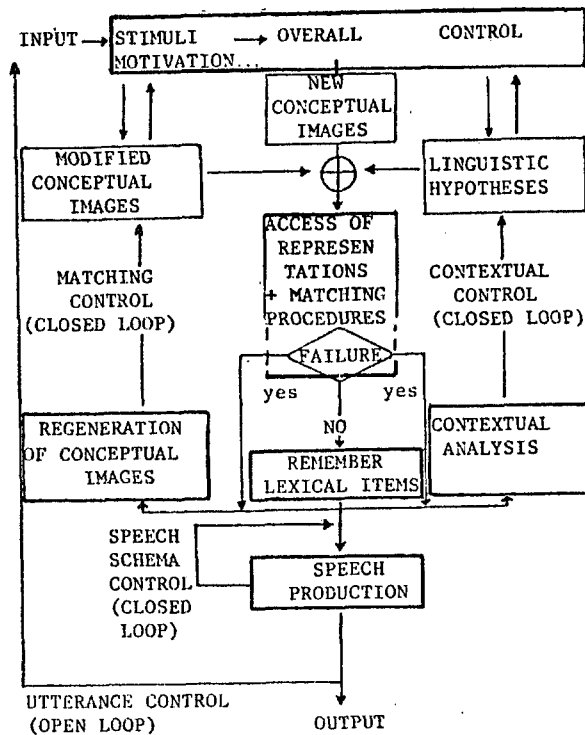 INPUT
STIMULI OVERALL CONTROL
MOTIVATION...
NEW
CONCEPTUAL
IMAGES
MODIFIED
CONCEPTUAL
IMAGES
LINGUISTIC
HYPOTHESES
ACCESS OF
REPRESEN
TATIONS
+ MATCHING
PROCEDURES
MATCHING
CONTROL
(CLOSED LOOP)
CONTEXTUAL
CONTROL
(CLOSED LOOP)
FAILURE
yes
yes
NO
REGENERATION
OF CONCEPTUAL
IMAGES
REMEMBER
LEXICAL ITEMS
CONTEXTUAL
ANALYSIS
SPEECH
SCHEMA
CONTROL
(CLOSED
LOOP)
SPEECH
PRODUCTION
UTTERANCE CONTROL
(OPEN LOOP)
OUTPUT